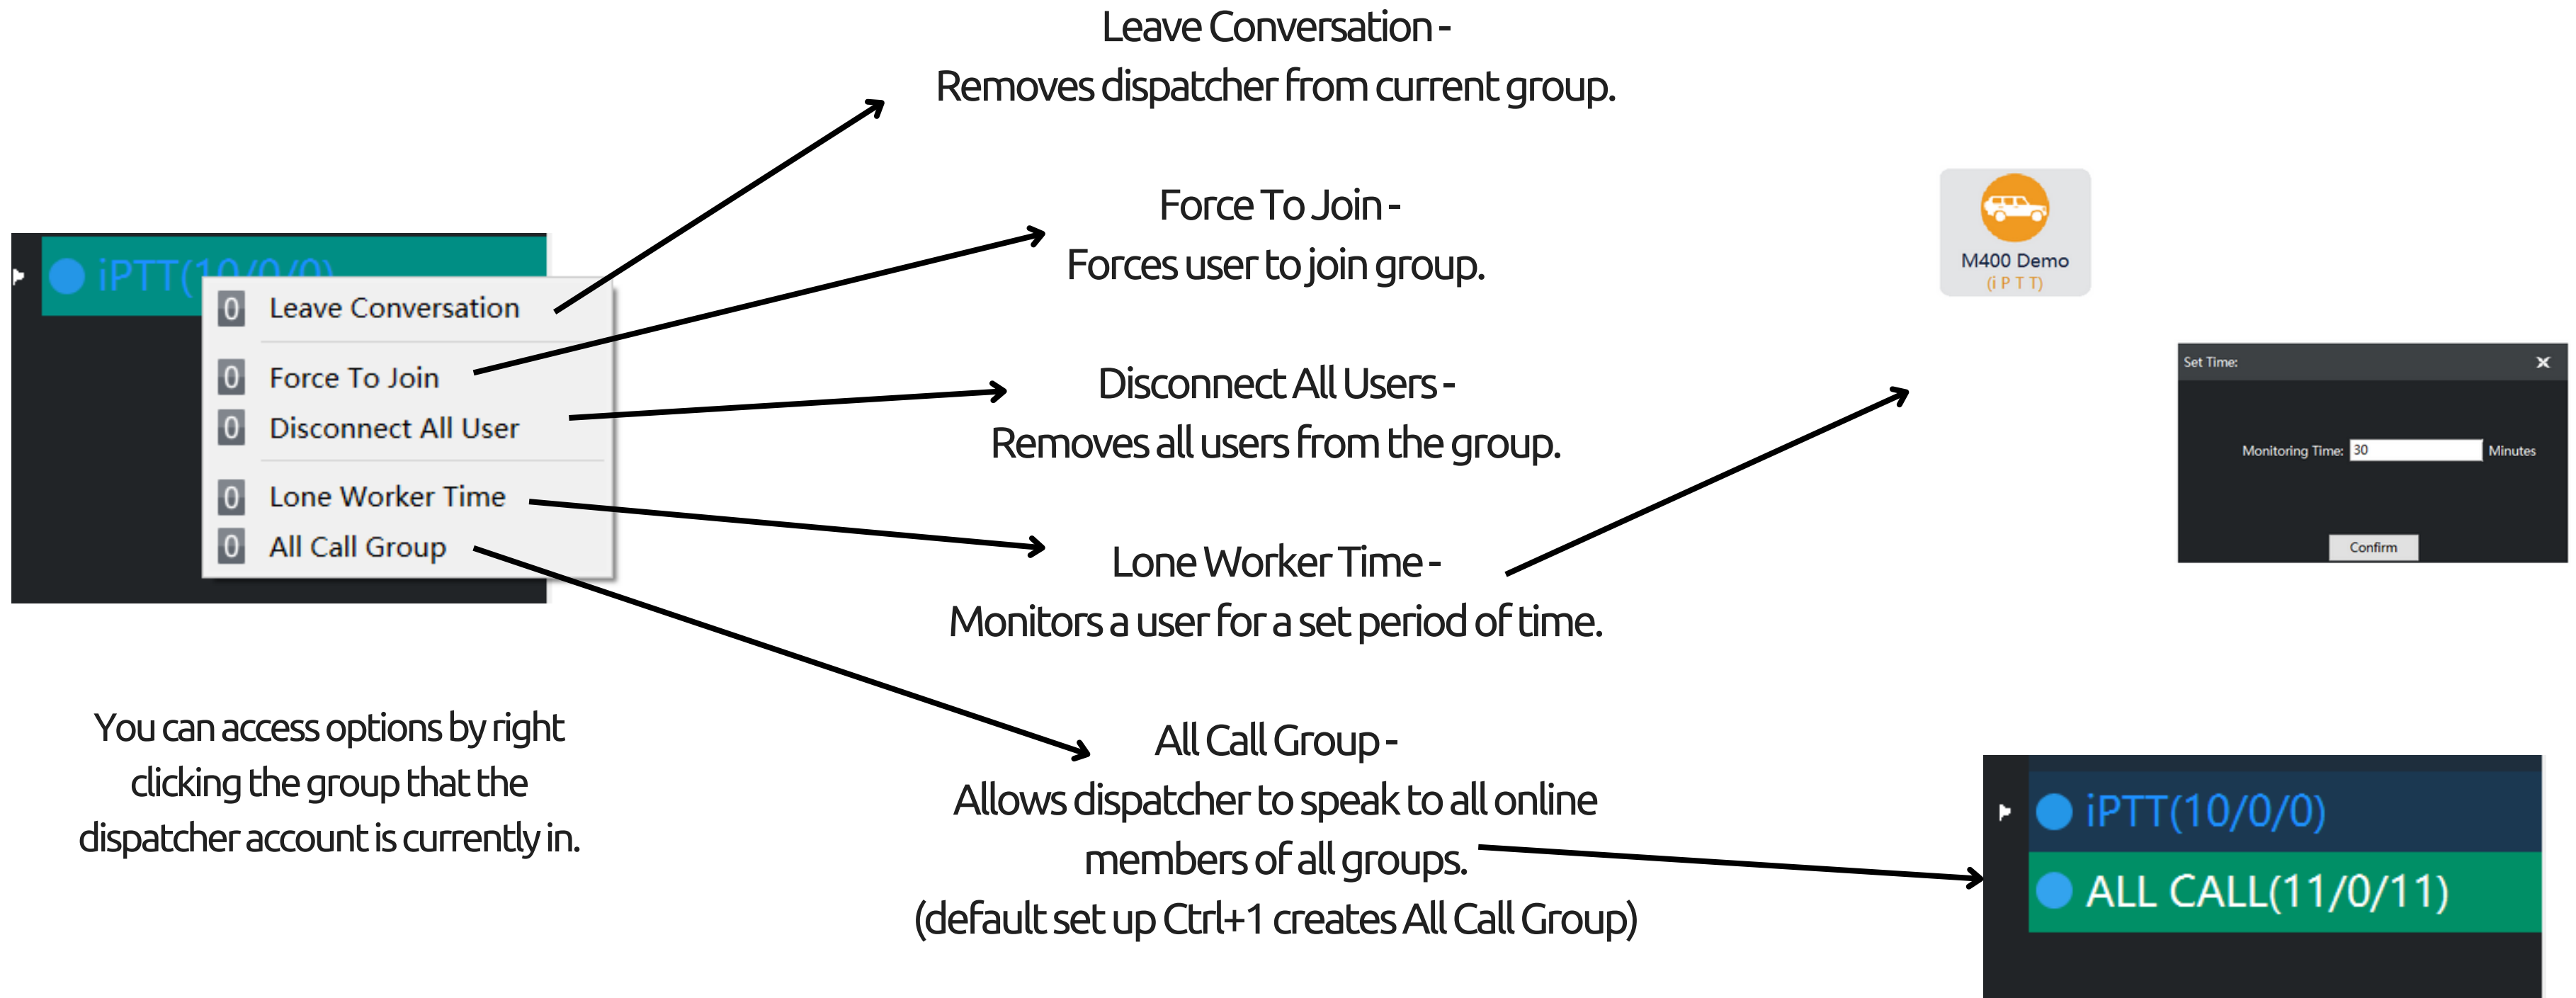 iPTT(10/0/0)
0 Leave Conversation
0 Force To Join
0 Disconnect All User
0 Lone Worker Time
0 All Call Group
You can access options by right
clicking the group that the
dispatcher account is currently in.
Leave Conversation -
Removes dispatcher from current group.
Force To Join -
Forces user to join group.
Disconnect All Users -
Removes all users from the group.
Lone Worker Time -
Monitors a user for a set period of time.
All Call Group -
Allows dispatcher to speak to all online
members of all groups.
(default set up Ctrl+1 creates All Call Group)
M400 Demo
(i P T T)
Set Time:
Monitoring Time: 30 Minutes
Confirm
iPTT(10/0/0)
ALL CALL(11/0/11)